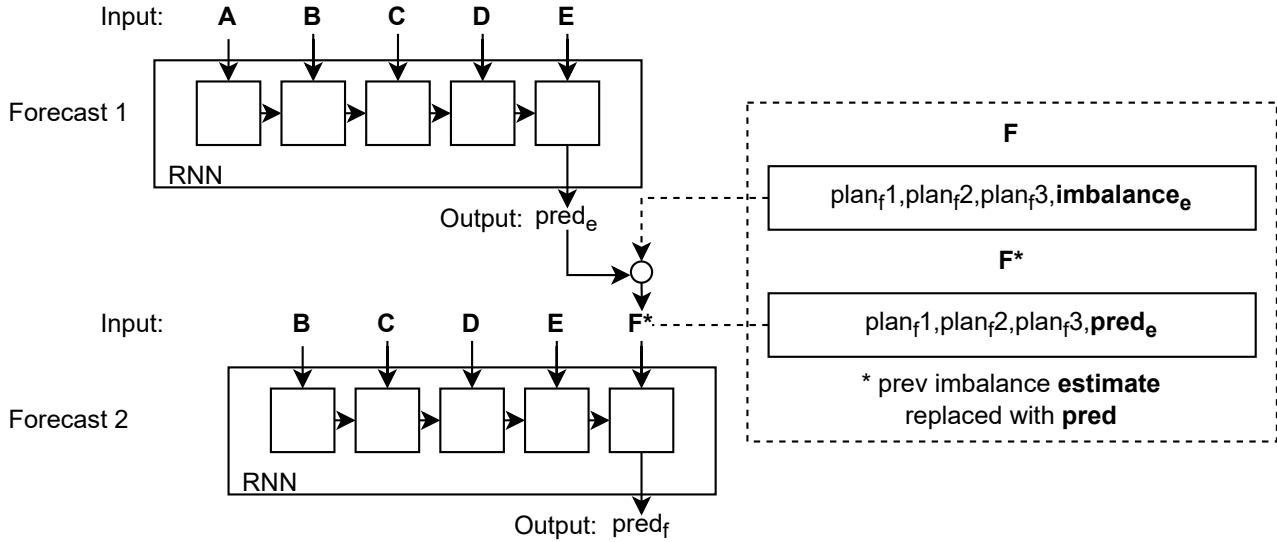 Input: A B C D E
Forecast 1
RNN
Output: pred_e
F
plan_f1,plan_f2,plan_f3,imbalance_e
F*
plan_f1,plan_f2,plan_f3,pred_e
* prev imbalance estimate
replaced with pred
Input: B C D E F*
Forecast 2
RNN
Output: pred_f